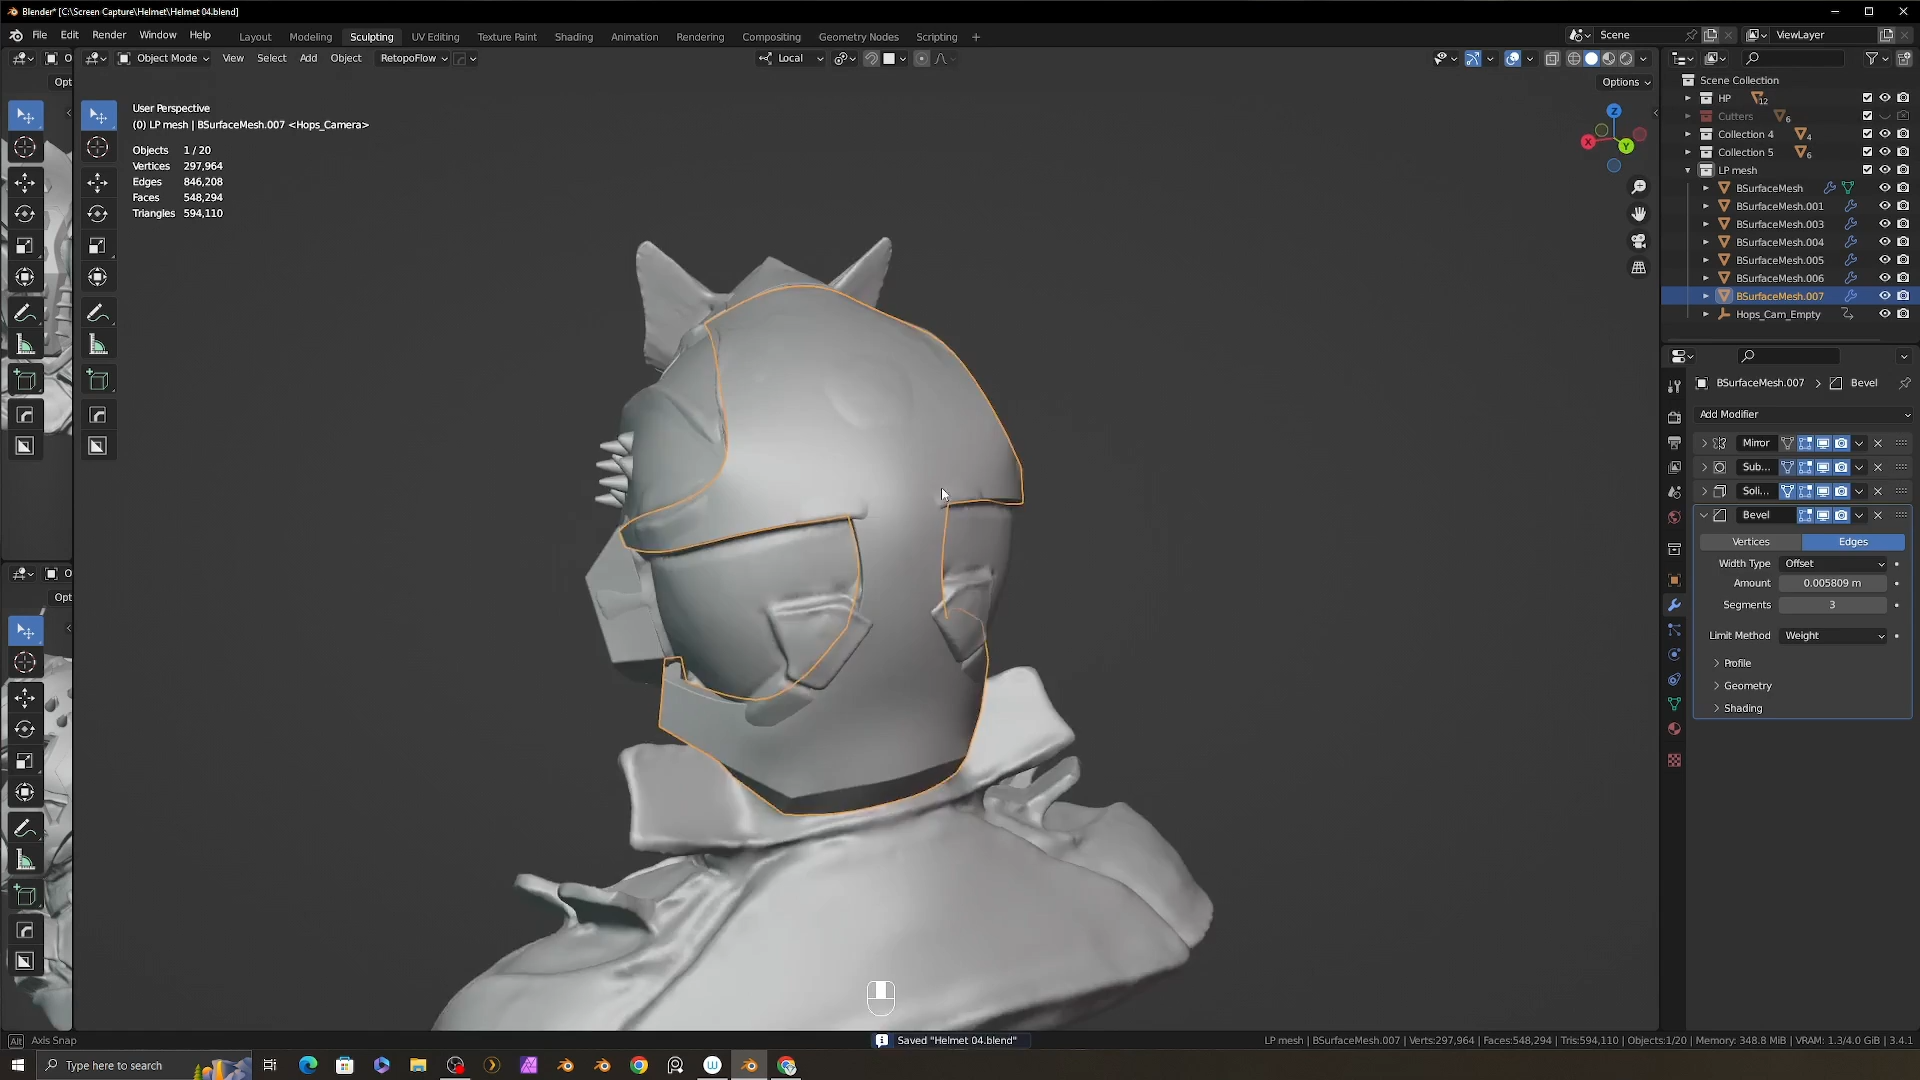 Blender* [C:\Screen Capture\Helmet\Helmet 04.blend]
File Edit Render Window Help Layout Modeling Sculpting UV Editing Texture Paint Shading Animation Rendering Compositing Geometry Nodes Scripting + Scene ViewLayer
O Object Mode View Select Add Object RetopoFlow Local
Opt Options
User Perspective
(0) LP mesh | BSurfaceMesh.007 <Hops_Camera>
Objects 1 / 20
Vertices 297,964
Edges 846,208
Faces 548,294
Triangles 594,110
Z
X
Y
Scene Collection
HP 12
Cutters 6
Collection 4 4
Collection 5 6
LP mesh
BSurfaceMesh
BSurfaceMesh.001
BSurfaceMesh.003
BSurfaceMesh.004
BSurfaceMesh.005
BSurfaceMesh.006
BSurfaceMesh.007
Hops_Cam_Empty
BSurfaceMesh.007 > Bevel
Add Modifier
Mirror
Sub...
Soli...
Bevel
Vertices Edges
Width Type Offset
Amount 0.005809 m
Segments 3
Limit Method Weight
Profile
Geometry
Shading
O
Opt
Alt Axis Snap Saved "Helmet 04.blend" LP mesh | BSurfaceMesh.007 | Verts:297,964 | Faces:548,294 | Tris:594,110 | Objects:1/20 | Memory: 348.8 MiB | VRAM: 1.3/4.0 GiB | 3.4.1
Type here to search